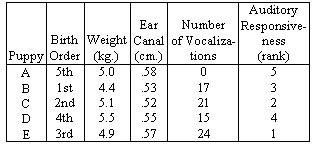 Auditory
Ear Number Responsive-
Birth Weight Canal of Vocaliza- ness
Puppy Order (kg.) (cm.) tions (rank)
A 5th 5.0 .58 0 5
B 1st 4.4 .53 17 3
C 2nd 5.1 .52 21 2
D 4th 5.5 .55 15 4
E 3rd 4.9 .57 24 1